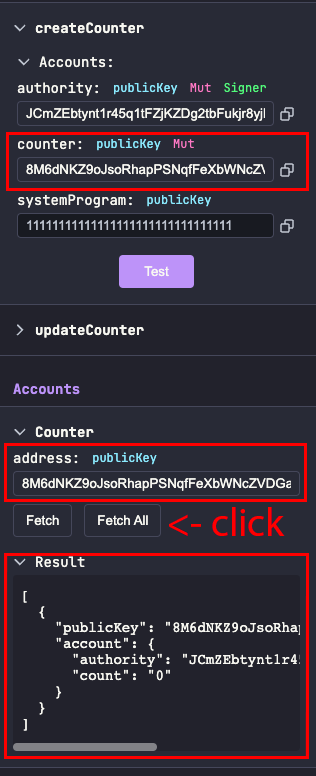 createCounter
Accounts:
authority: publicKey Mut Signer
JCmZEbtynt1r45q1tFZjKZDg2tbFukjr8yjl
counter: publicKey Mut
8M6dNKZ9oJsoRhapPSNqfFeXbWNcZV
systemProgram: publicKey
11111111111111111111111111111111
Test
updateCounter
Accounts
Counter
address: publicKey
8M6dNKZ9oJsoRhapPSNqfFeXbWNcZVDGa
Fetch Fetch All <- click
Result
[
{
"publicKey": "8M6dNKZ9oJsoRhap
"account": {
"authority": "JCmZEbtynt1r45
"count": "0"
}
}
]